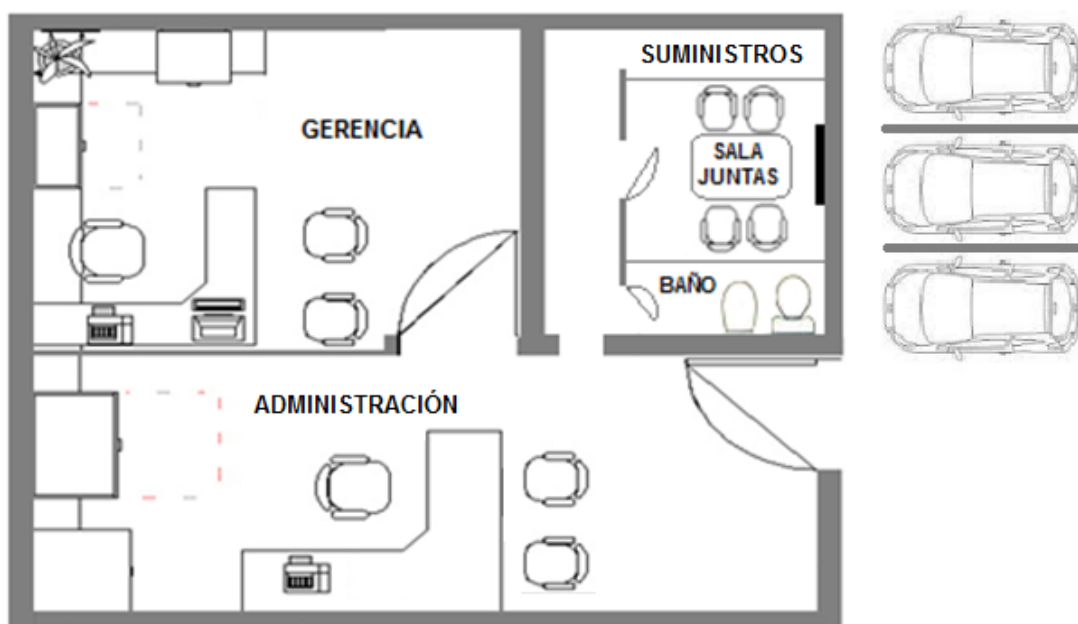 SUMINISTROS
GERENCIA
SALA
JUNTAS
BAÑO
ADMINISTRACIÓN